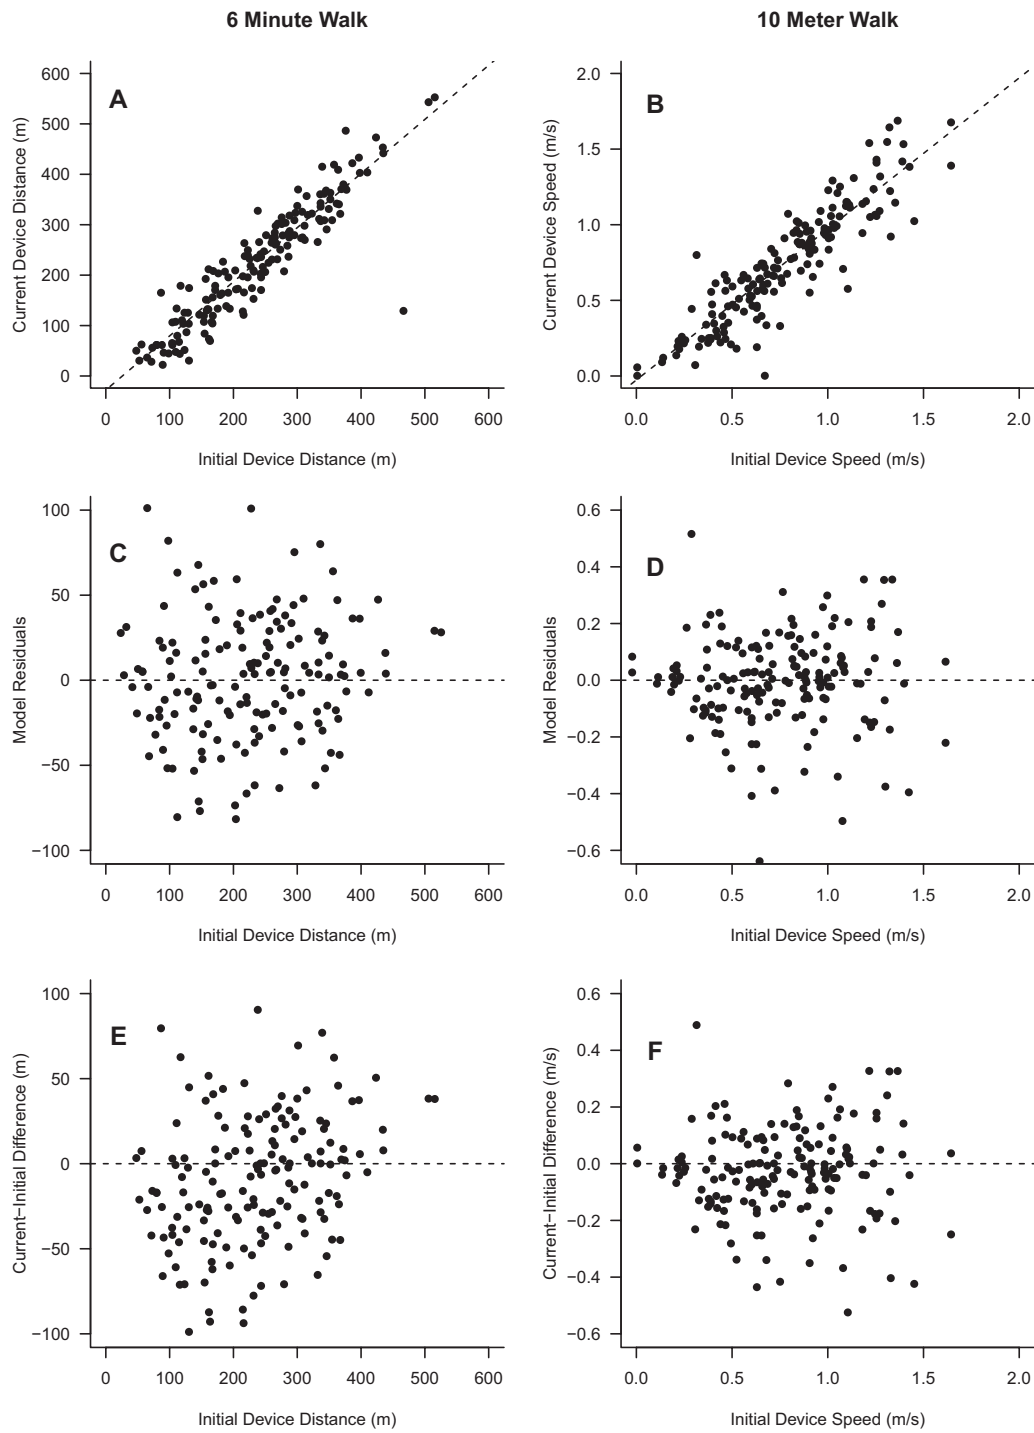 6 Minute Walk
10 Meter Walk
A
Current Device Distance (m)
600
500
400
300
200
100
0
0 100 200 300 400 500 600
Initial Device Distance (m)
B
Current Device Speed (m/s)
2.0
1.5
1.0
0.5
0.0
0.0 0.5 1.0 1.5 2.0
Initial Device Speed (m/s)
C
Model Residuals
100
50
0
−50
−100
0 100 200 300 400 500 600
Initial Device Distance (m)
D
Model Residuals
0.6
0.4
0.2
0.0
−0.2
−0.4
−0.6
0.0 0.5 1.0 1.5 2.0
Initial Device Speed (m/s)
E
Current−Initial Difference (m)
100
50
0
−50
−100
0 100 200 300 400 500 600
Initial Device Distance (m)
F
Current−Initial Difference (m/s)
0.6
0.4
0.2
0.0
−0.2
−0.4
−0.6
0.0 0.5 1.0 1.5 2.0
Initial Device Speed (m/s)